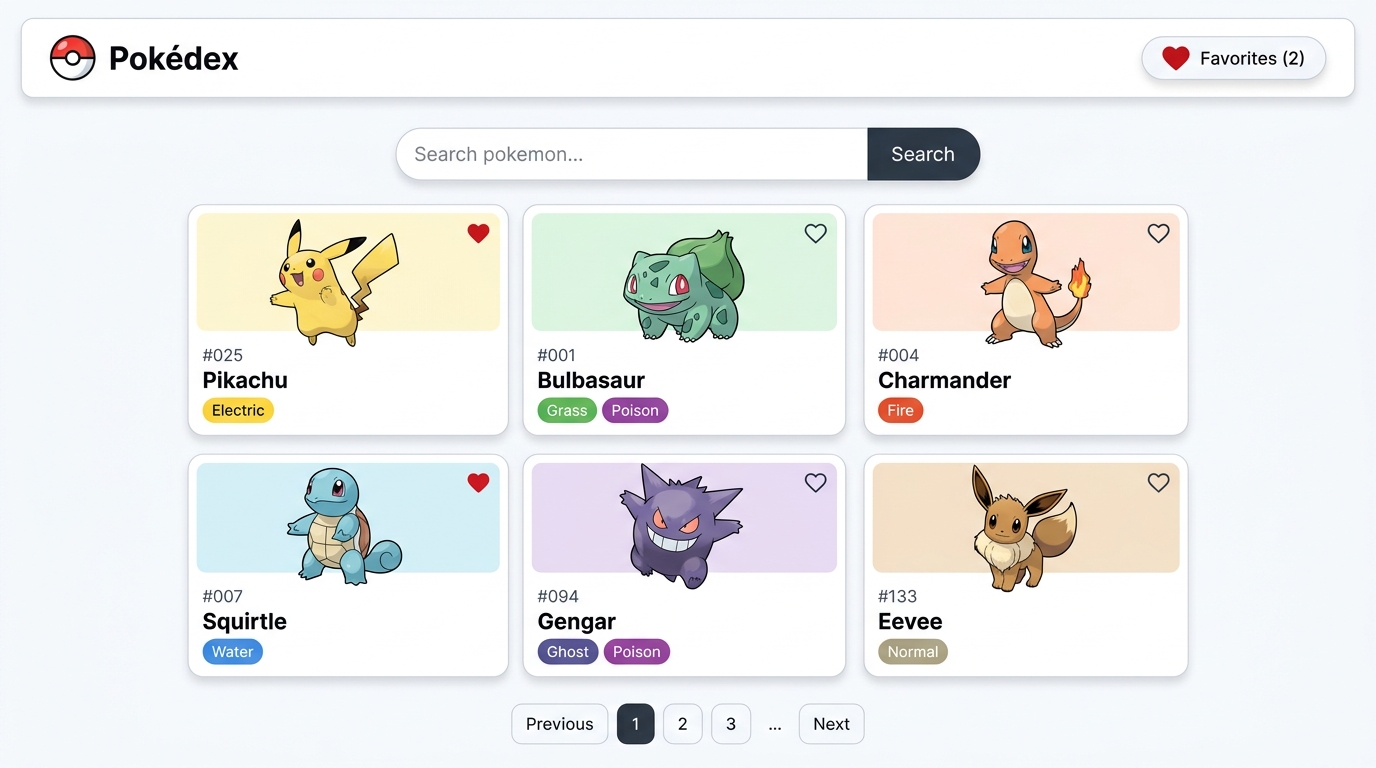 Pokédex
Favorites (2)
Search pokemon...
Search
#025
Pikachu
Electric
#001
Bulbasaur
Grass Poison
#004
Charmander
Fire
#007
Squirtle
Water
#094
Gengar
Ghost Poison
#133
Eevee
Normal
Previous 1 2 3 ... Next